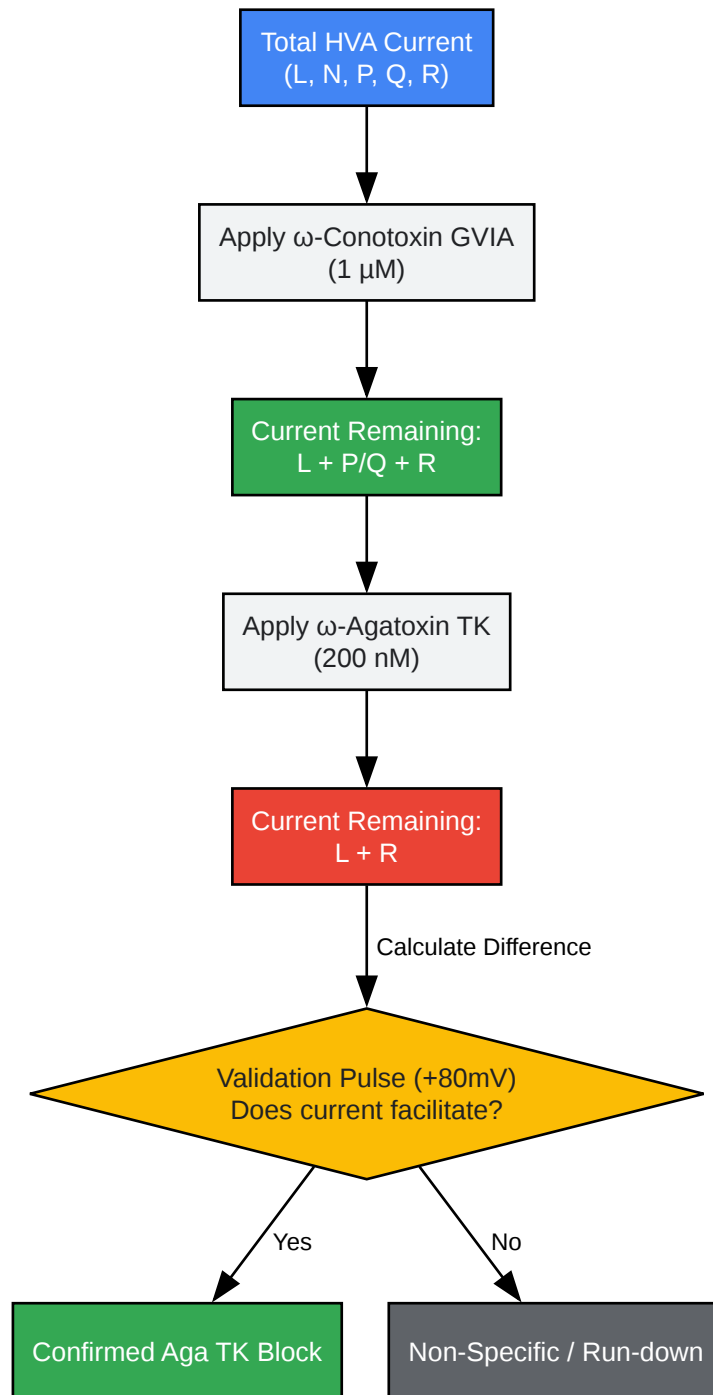 Total HVA Current
(L, N, P, Q, R)
Apply ω-Conotoxin GVIA
(1 µM)
Current Remaining:
L + P/Q + R
Apply ω-Agatoxin TK
(200 nM)
Current Remaining:
L + R
Calculate Difference
Validation Pulse (+80mV)
Does current facilitate?
Yes
No
Confirmed Aga TK Block
Non-Specific / Run-down